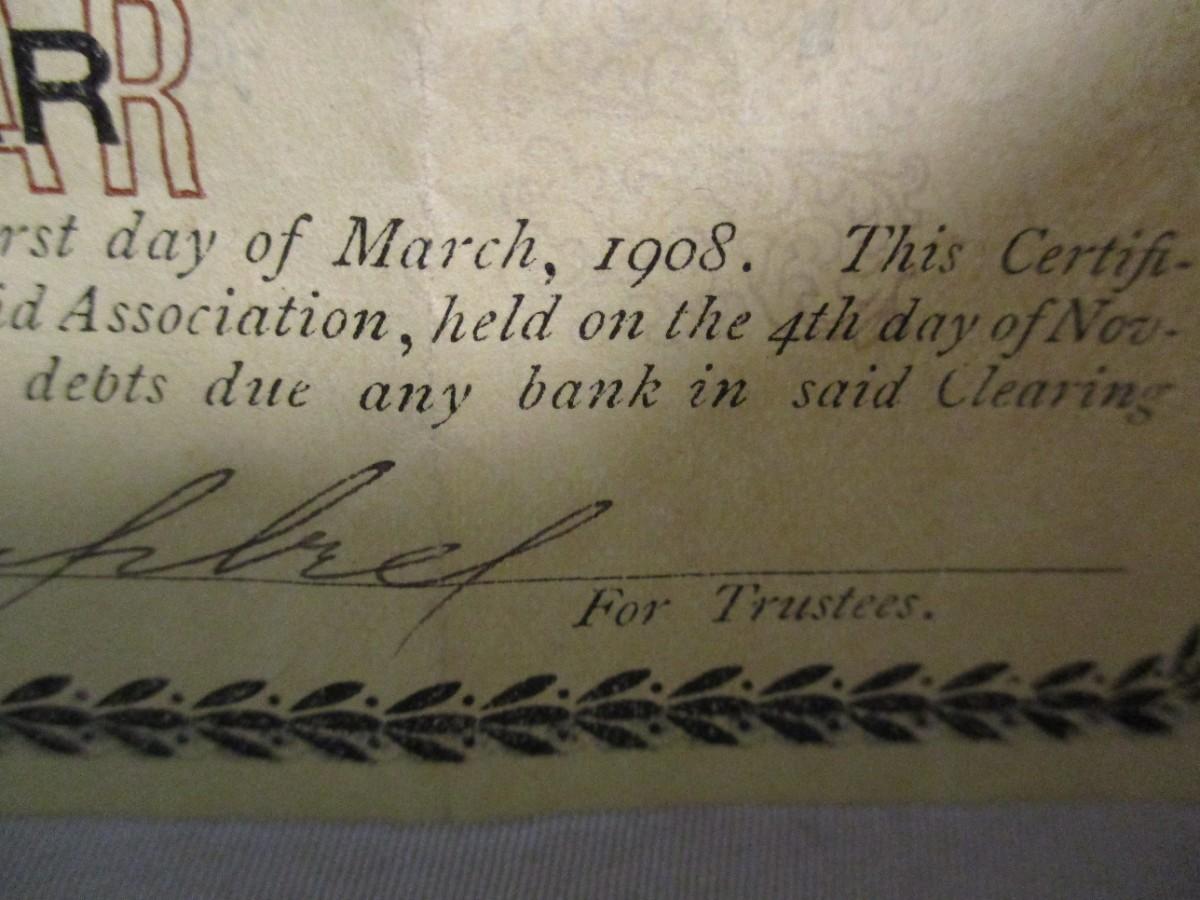 AR
R
rst day of March, 1908. This Certifi-
id Association, held on the 4th day of Nov-
debts due any bank in said Clearing
For Trustees.